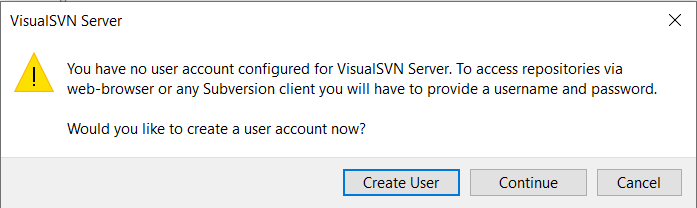 VisualSVN Server
You have no user account configured for VisualSVN Server. To access repositories via
web-browser or any Subversion client you will have to provide a username and password.
Would you like to create a user account now?
Create User
Continue
Cancel